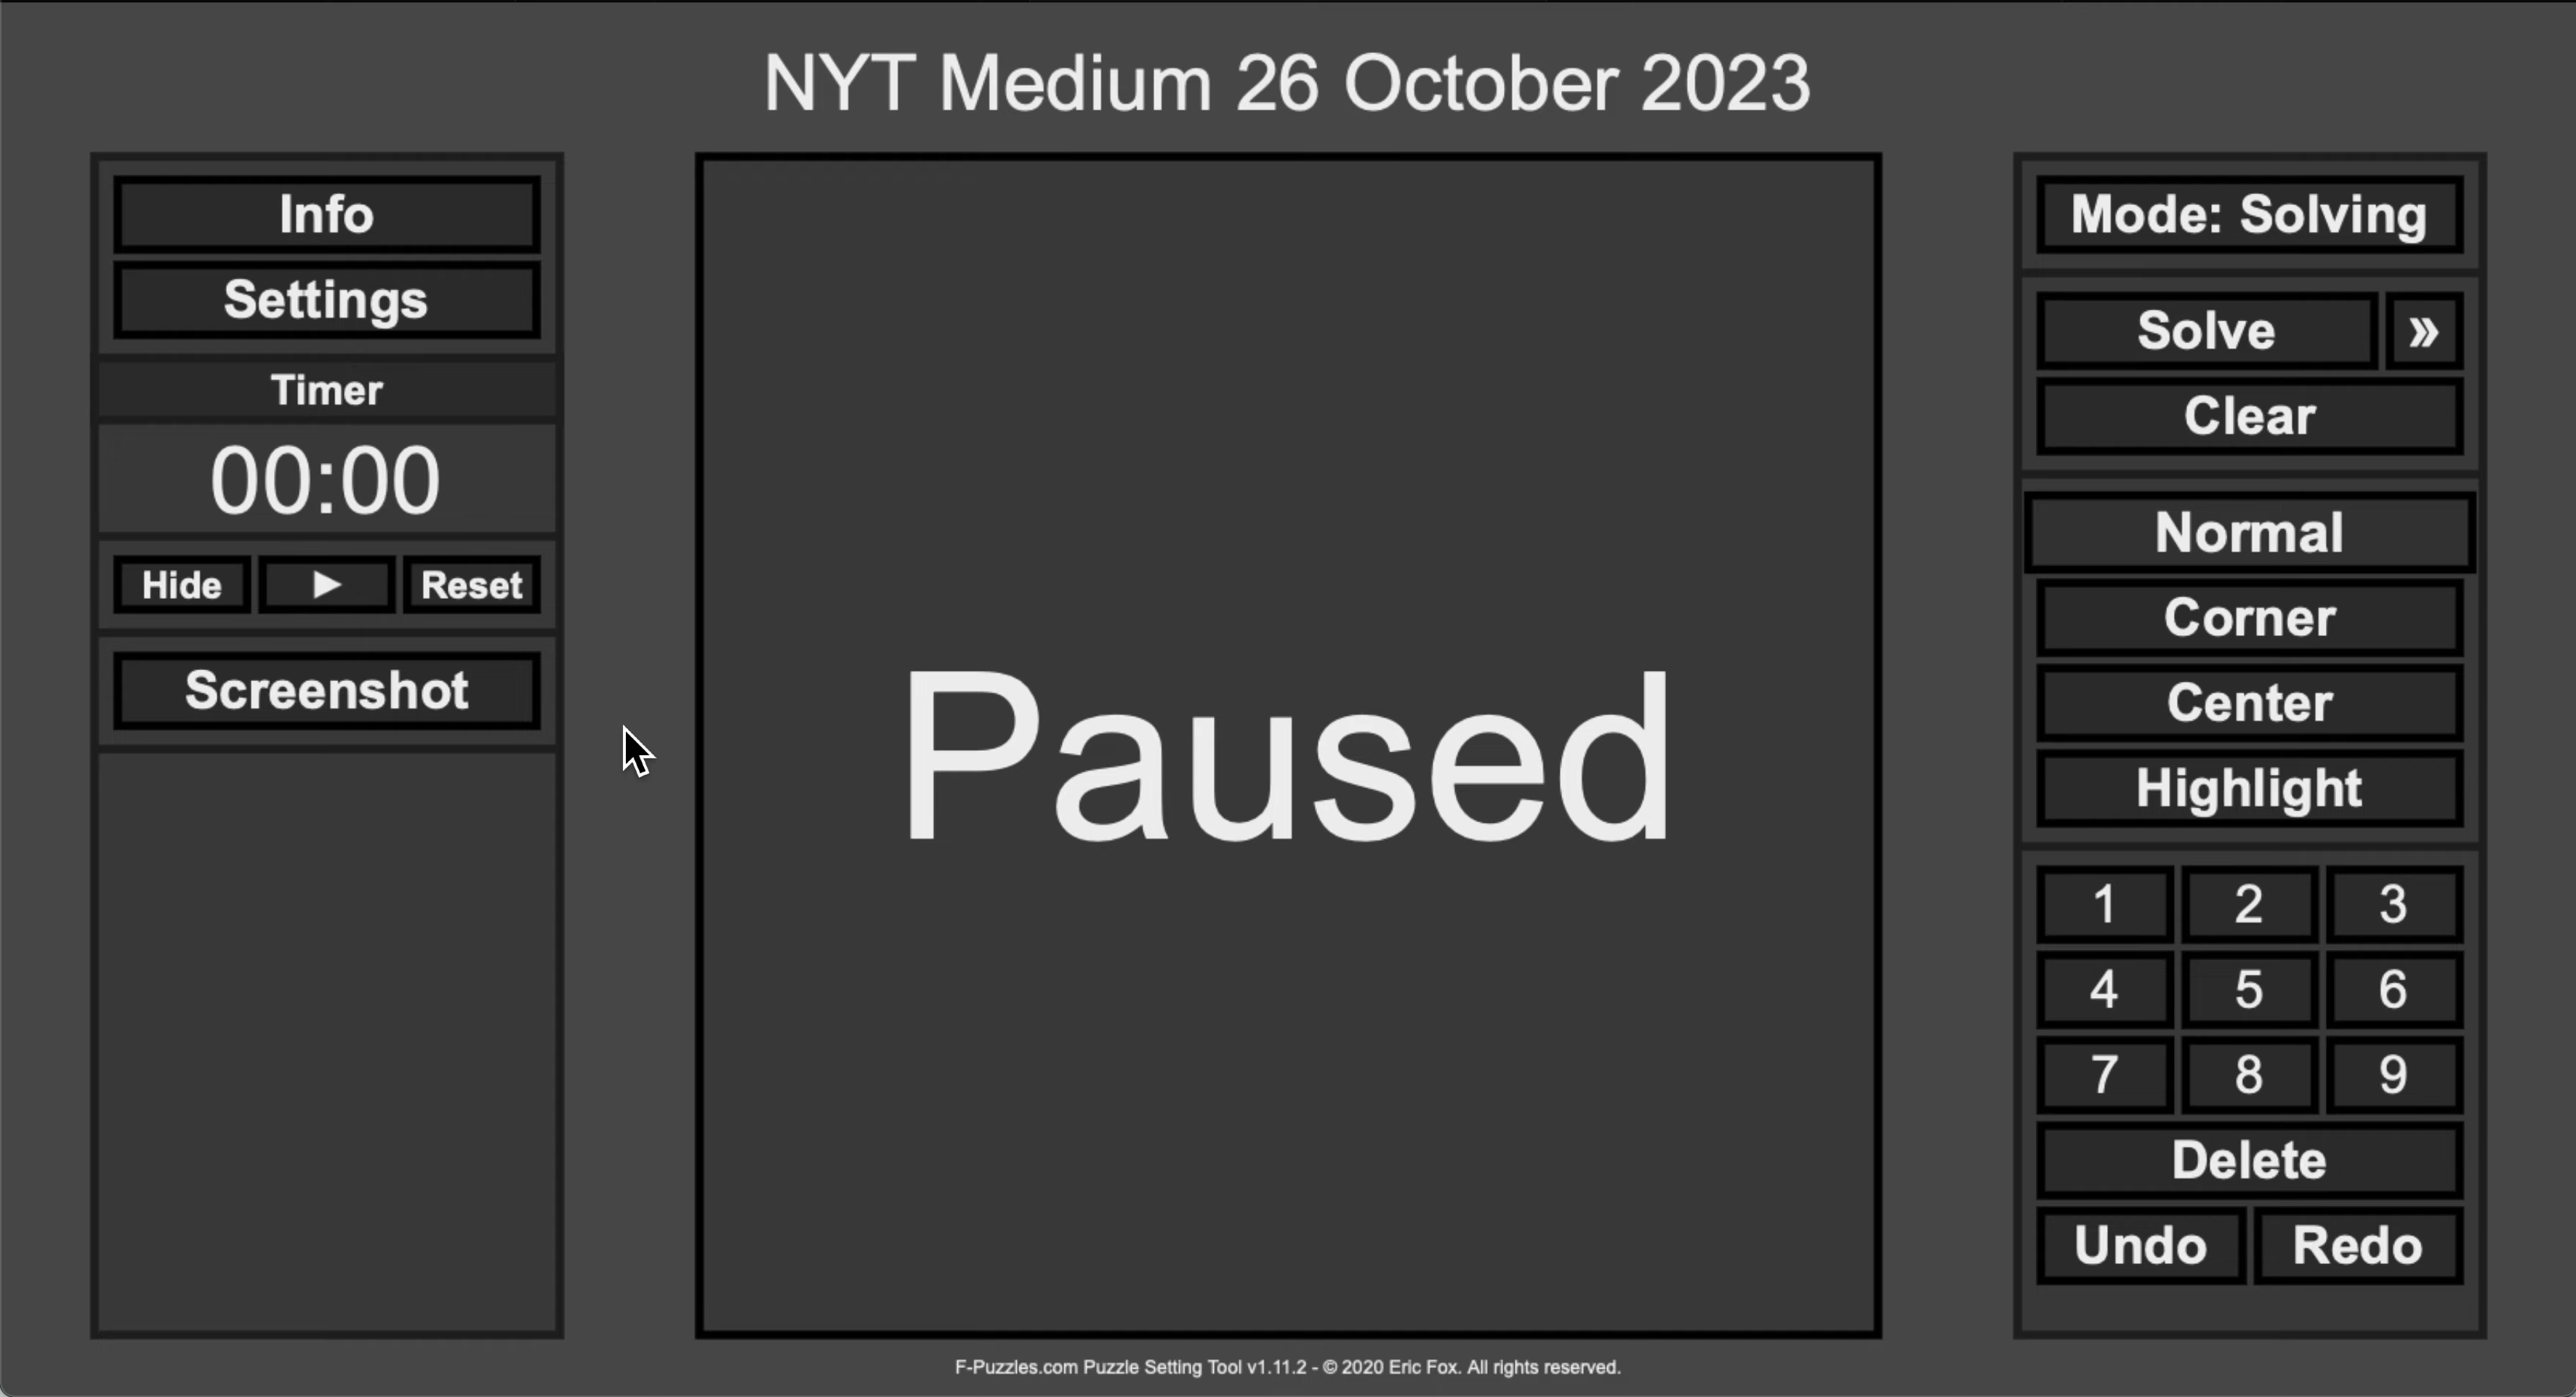 NYT Medium 26 October 2023
Info
Settings
Timer
00:00
Hide
Reset
Screenshot
Paused
Mode: Solving
Solve »
Clear
Normal
Corner
Center
Highlight
1 2 3
4 5 6
7 8 9
Delete
Undo Redo
F-Puzzles.com Puzzle Setting Tool v1.11.2 - © 2020 Eric Fox. All rights reserved.